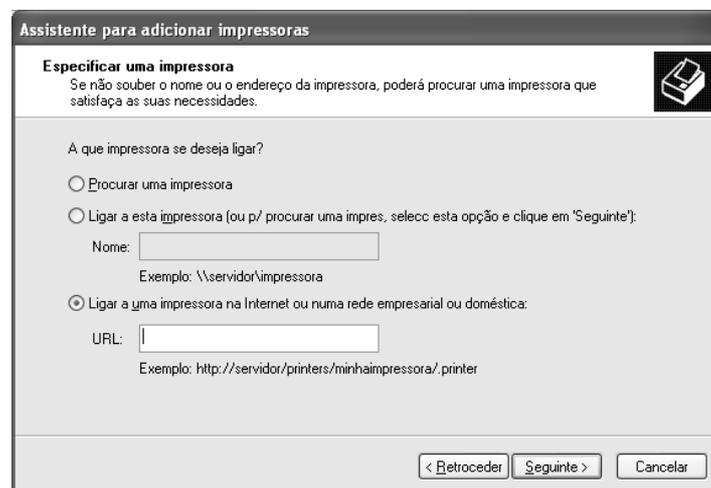 Assistente para adicionar impressoras
Especificar uma impressora
Se não souber o nome ou o endereço da impressora, poderá procurar uma impressora que
satisfaça as suas necessidades.
A que impressora se deseja ligar?
Procurar uma impressora
Ligar a esta impressora (ou p/ procurar uma impres, selecc esta opção e clique em 'Seguinte'):
Nome:
Exemplo: \\servidor\impressora
Ligar a uma impressora na Internet ou numa rede empresarial ou doméstica:
URL:
Exemplo: http://servidor/printers/minhaimpressora/.printer
< Retroceder Seguinte > Cancelar